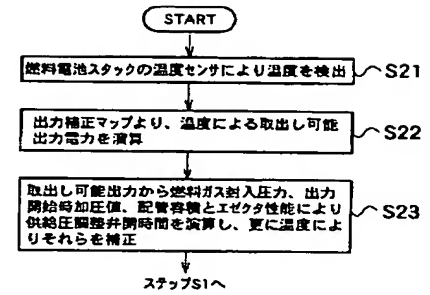 START
燃料電池スタックの温度センサにより温度を検出
S21
出力補正マップより、温度による取出し可能
出力電力を演算
S22
取出し可能出力から燃料ガス封入圧力、出力
開始時加圧値、配管容積とエゼクタ性能により
供給圧調整弁開時間を演算し、更に温度によ
りそれらを補正
S23
ステップS1へ